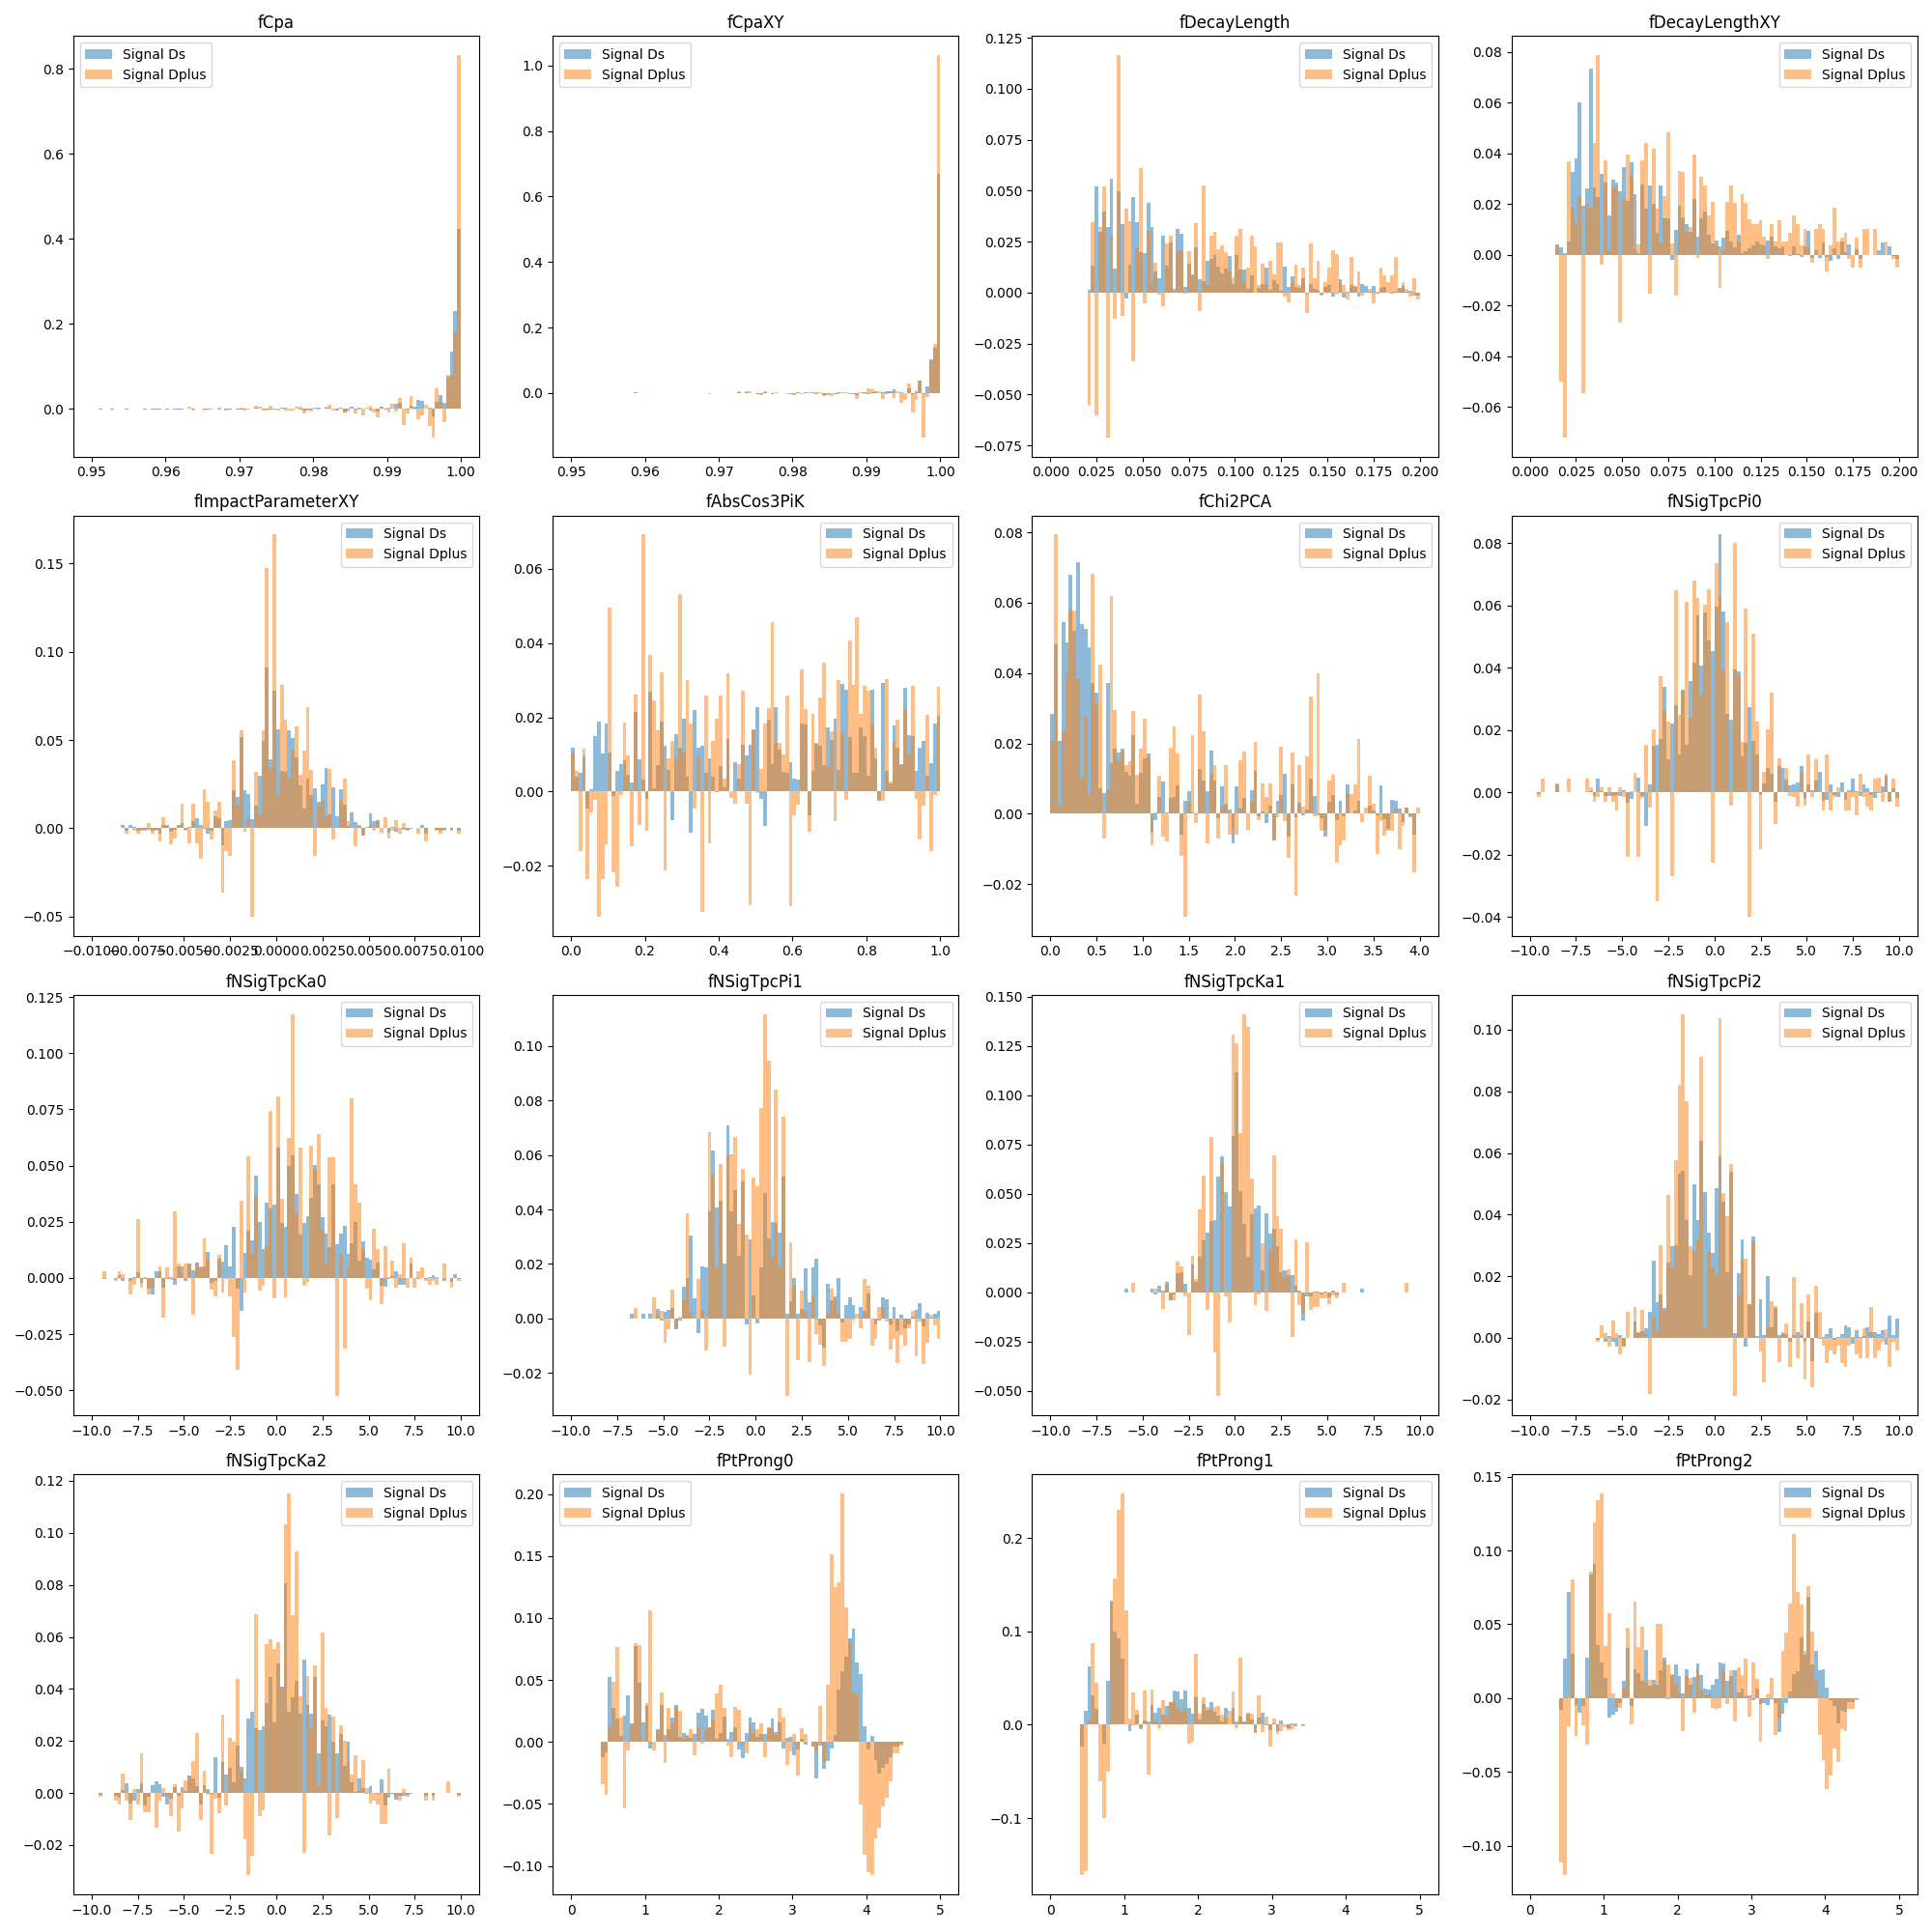 fCpa
Signal Ds
Signal Dplus
0.8
0.6
0.4
0.2
0.0
0.95 0.96 0.97 0.98 0.99 1.00
fCpaXY
Signal Ds
Signal Dplus
1.0
0.8
0.6
0.4
0.2
0.0
0.95 0.96 0.97 0.98 0.99 1.00
fDecayLength
Signal Ds
Signal Dplus
0.125
0.100
0.075
0.050
0.025
0.000
−0.025
−0.050
−0.075
0.000 0.025 0.050 0.075 0.100 0.125 0.150 0.175 0.200
fDecayLengthXY
Signal Ds
Signal Dplus
0.08
0.06
0.04
0.02
0.00
−0.02
−0.04
−0.06
0.000 0.025 0.050 0.075 0.100 0.125 0.150 0.175 0.200
fImpactParameterXY
Signal Ds
Signal Dplus
0.15
0.10
0.05
0.00
−0.05
−0.0100−0.0075−0.0050−0.0025 0.0000 0.0025 0.0050 0.0075 0.0100
fAbsCos3PiK
Signal Ds
Signal Dplus
0.06
0.04
0.02
0.00
−0.02
0.0 0.2 0.4 0.6 0.8 1.0
fChi2PCA
Signal Ds
Signal Dplus
0.08
0.06
0.04
0.02
0.00
−0.02
0.0 0.5 1.0 1.5 2.0 2.5 3.0 3.5 4.0
fNSigTpcPi0
Signal Ds
Signal Dplus
0.08
0.06
0.04
0.02
0.00
−0.02
−0.04
−10.0 −7.5 −5.0 −2.5 0.0 2.5 5.0 7.5 10.0
fNSigTpcKa0
Signal Ds
Signal Dplus
0.125
0.100
0.075
0.050
0.025
0.000
−0.025
−0.050
−10.0 −7.5 −5.0 −2.5 0.0 2.5 5.0 7.5 10.0
fNSigTpcPi1
Signal Ds
Signal Dplus
0.10
0.08
0.06
0.04
0.02
0.00
−0.02
−10.0 −7.5 −5.0 −2.5 0.0 2.5 5.0 7.5 10.0
fNSigTpcKa1
Signal Ds
Signal Dplus
0.150
0.125
0.100
0.075
0.050
0.025
0.000
−0.025
−0.050
−10.0 −7.5 −5.0 −2.5 0.0 2.5 5.0 7.5 10.0
fNSigTpcPi2
Signal Ds
Signal Dplus
0.10
0.08
0.06
0.04
0.02
0.00
−0.02
−10.0 −7.5 −5.0 −2.5 0.0 2.5 5.0 7.5 10.0
fNSigTpcKa2
Signal Ds
Signal Dplus
0.12
0.10
0.08
0.06
0.04
0.02
0.00
−0.02
−10.0 −7.5 −5.0 −2.5 0.0 2.5 5.0 7.5 10.0
fPtProng0
Signal Ds
Signal Dplus
0.20
0.15
0.10
0.05
0.00
−0.05
−0.10
0 1 2 3 4 5
fPtProng1
Signal Ds
Signal Dplus
0.2
0.1
0.0
−0.1
0 1 2 3 4 5
fPtProng2
Signal Ds
Signal Dplus
0.15
0.10
0.05
0.00
−0.05
−0.10
0 1 2 3 4 5